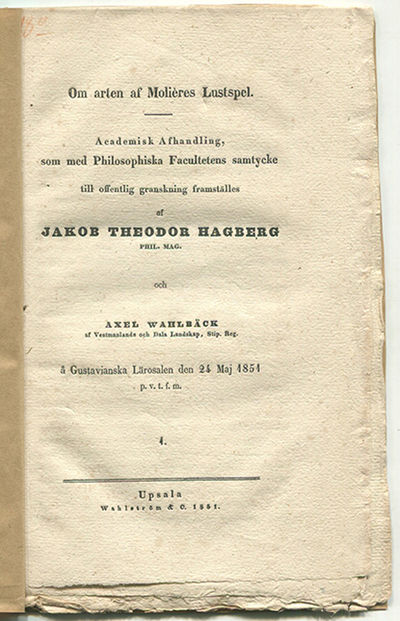 Om arten af Molières Lustspel.
Academisk Afhandling,
som med Philosophiska Facultetens samtycke
till offentlig granskning framställes
af
JAKOB THEODOR HAGBERG
PHIL. MAG.
och
AXEL WAHLBÄCK
af Vestmanlands och Dala Landskap, Stip. Reg.
å Gustavianska Lärosalen den 24 Maj 1851
p. v. t. f. m.
1.
Upsala
Wahlström & C. 1851.